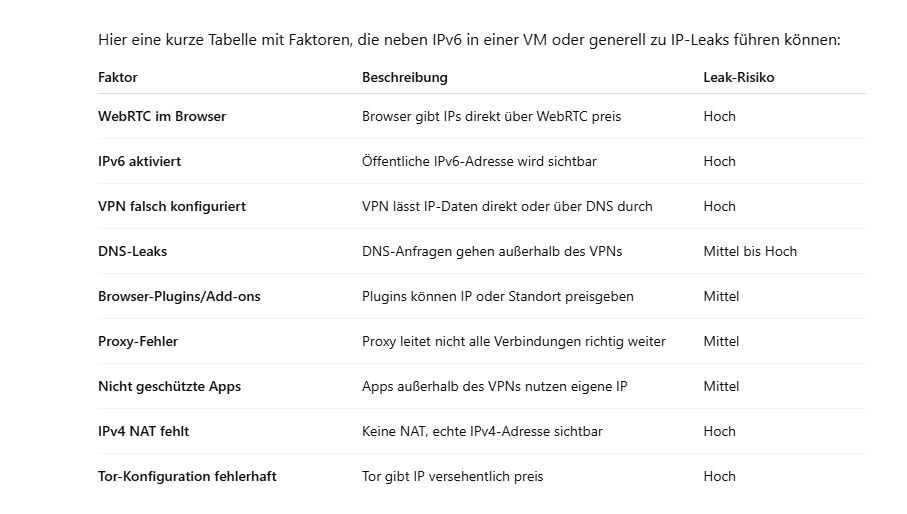 Hier eine kurze Tabelle mit Faktoren, die neben IPv6 in einer VM oder generell zu IP-Leaks führen können:
Faktor Beschreibung Leak-Risiko
WebRTC im Browser Browser gibt IPs direkt über WebRTC preis Hoch
IPv6 aktiviert Öffentliche IPv6-Adresse wird sichtbar Hoch
VPN falsch konfiguriert VPN lässt IP-Daten direkt oder über DNS durch Hoch
DNS-Leaks DNS-Anfragen gehen außerhalb des VPNs Mittel bis Hoch
Browser-Plugins/Add-ons Plugins können IP oder Standort preisgeben Mittel
Proxy-Fehler Proxy leitet nicht alle Verbindungen richtig weiter Mittel
Nicht geschützte Apps Apps außerhalb des VPNs nutzen eigene IP Mittel
IPv4 NAT fehlt Keine NAT, echte IPv4-Adresse sichtbar Hoch
Tor-Konfiguration fehlerhaft Tor gibt IP versehentlich preis Hoch